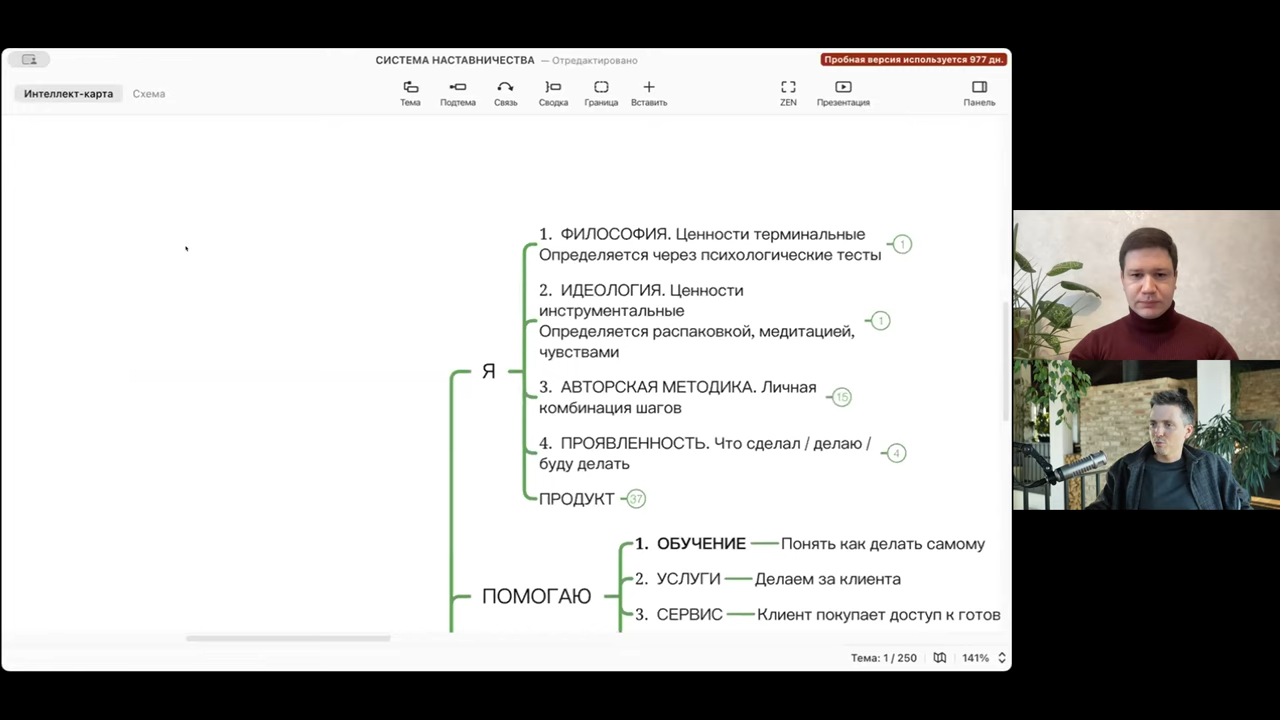 СИСТЕМА НАСТАВНИЧЕСТВА — Отредактировано
Пробная версия используется 977 дн.
Интеллект-карта
Схема
Тема
Подтема
Связь
Сводка
Граница
Вставить
ZEN
Презентация
Панель
Я
1. ФИЛОСОФИЯ. Ценности терминальные
Определяется через психологические тесты
1
2. ИДЕОЛОГИЯ. Ценности
инструментальные
Определяется распаковкой, медитацией,
чувствами
1
3. АВТОРСКАЯ МЕТОДИКА. Личная
комбинация шагов
15
4. ПРОЯВЛЕННОСТЬ. Что сделал / делаю /
буду делать
4
ПРОДУКТ
37
ПОМОГАЮ
1. ОБУЧЕНИЕ
Понять как делать самому
2. УСЛУГИ
Делаем за клиента
3. СЕРВИС
Клиент покупает доступ к готов
Тема: 1 / 250
141%